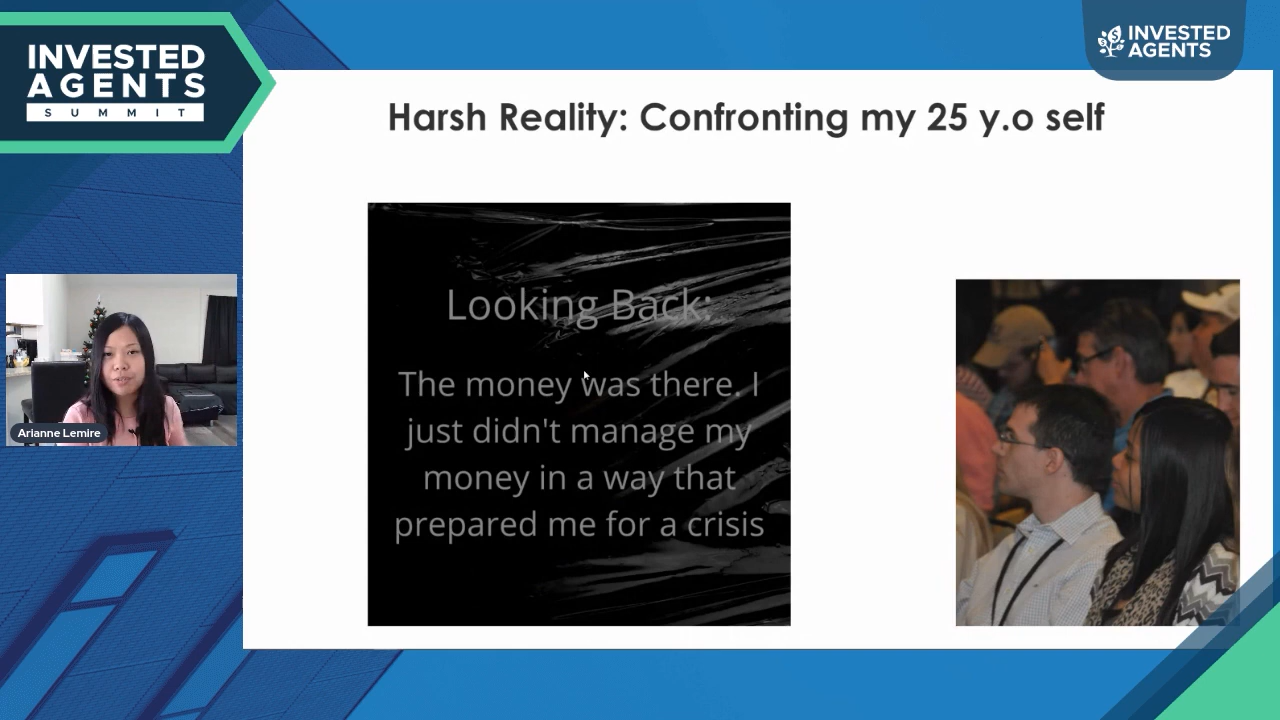 INVESTED
AGENTS
SUMMIT
INVESTED
AGENTS
Harsh Reality: Confronting my 25 y.o self
Looking Back:
The money was there. I
just didn't manage my
money in a way that
prepared me for a crisis
Arianne Lemire